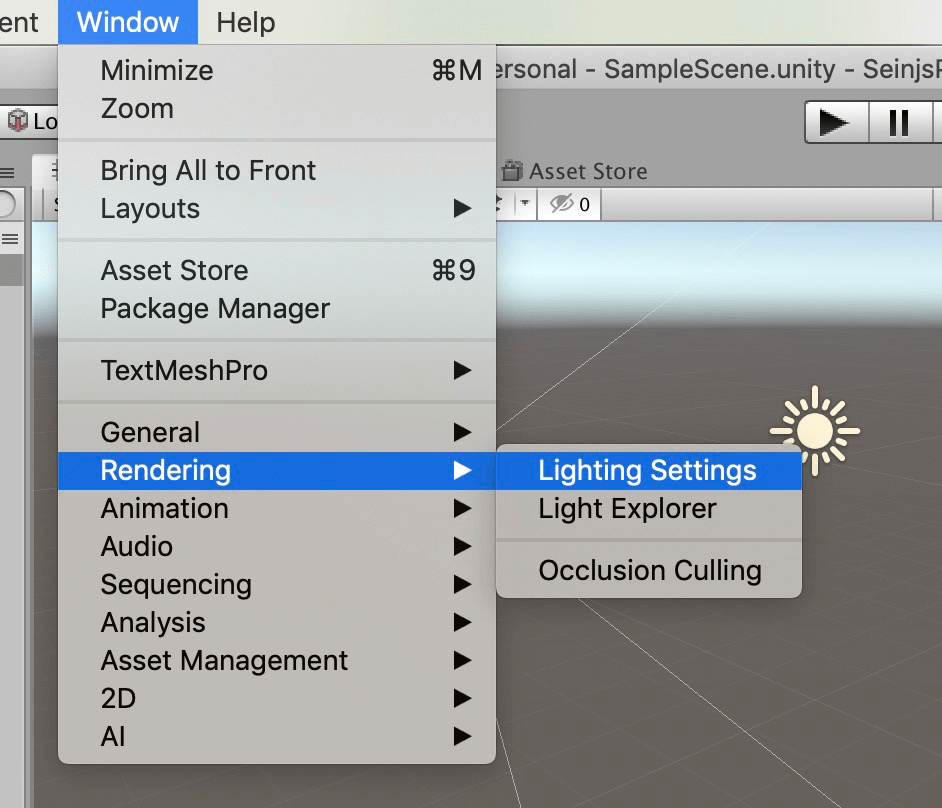 Window Help
Minimize ⌘M
ersonal - SampleScene.unity - Seinjs
Zoom
Lo
Bring All to Front
Asset Store
Layouts
0
Asset Store ⌘9
Package Manager
TextMeshPro
General
Rendering
Lighting Settings
Animation
Light Explorer
Audio
Occlusion Culling
Sequencing
Analysis
Asset Management
2D
AI